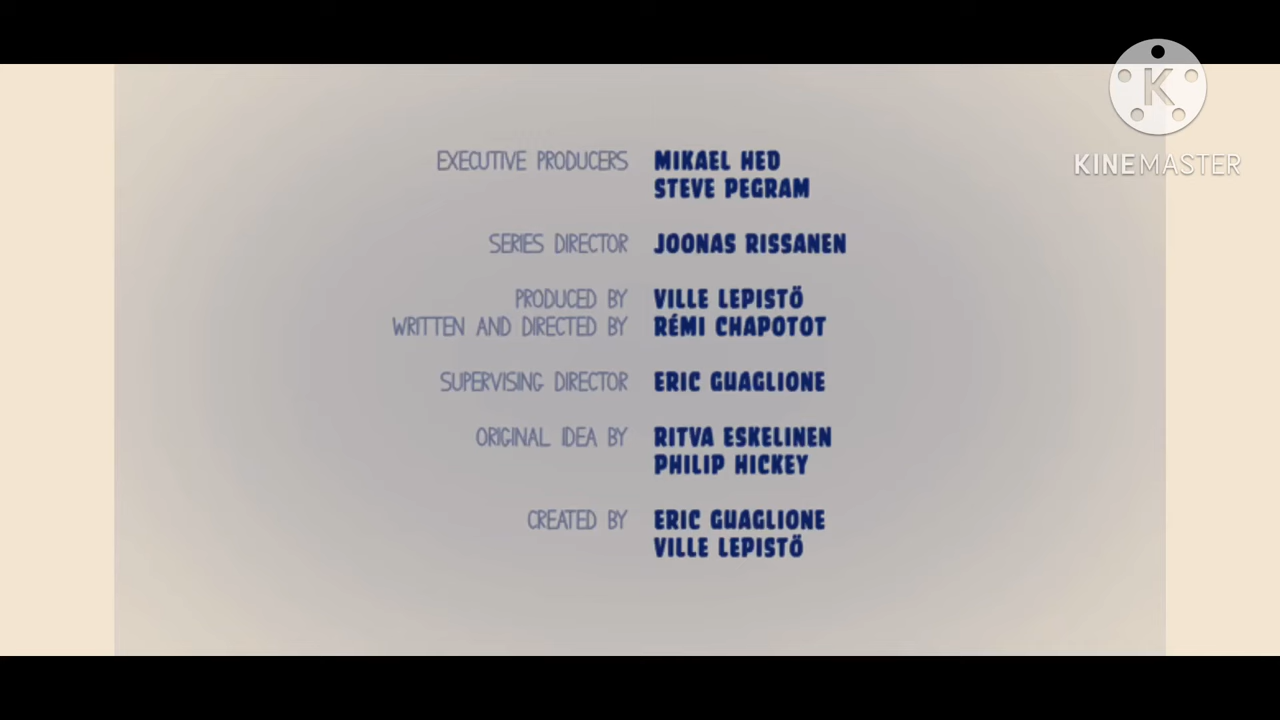 K
KINEMASTER
EXECUTIVE PRODUCERS MIKAEL HED
STEVE PEGRAM
SERIES DIRECTOR JOONAS RISSANEN
PRODUCED BY VILLE LEPISTÖ
WRITTEN AND DIRECTED BY RÉMI CHAPOTOT
SUPERVISING DIRECTOR ERIC GUAGLIONE
ORIGINAL IDEA BY RITVA ESKELINEN
PHILIP HICKEY
CREATED BY ERIC GUAGLIONE
VILLE LEPISTÖ